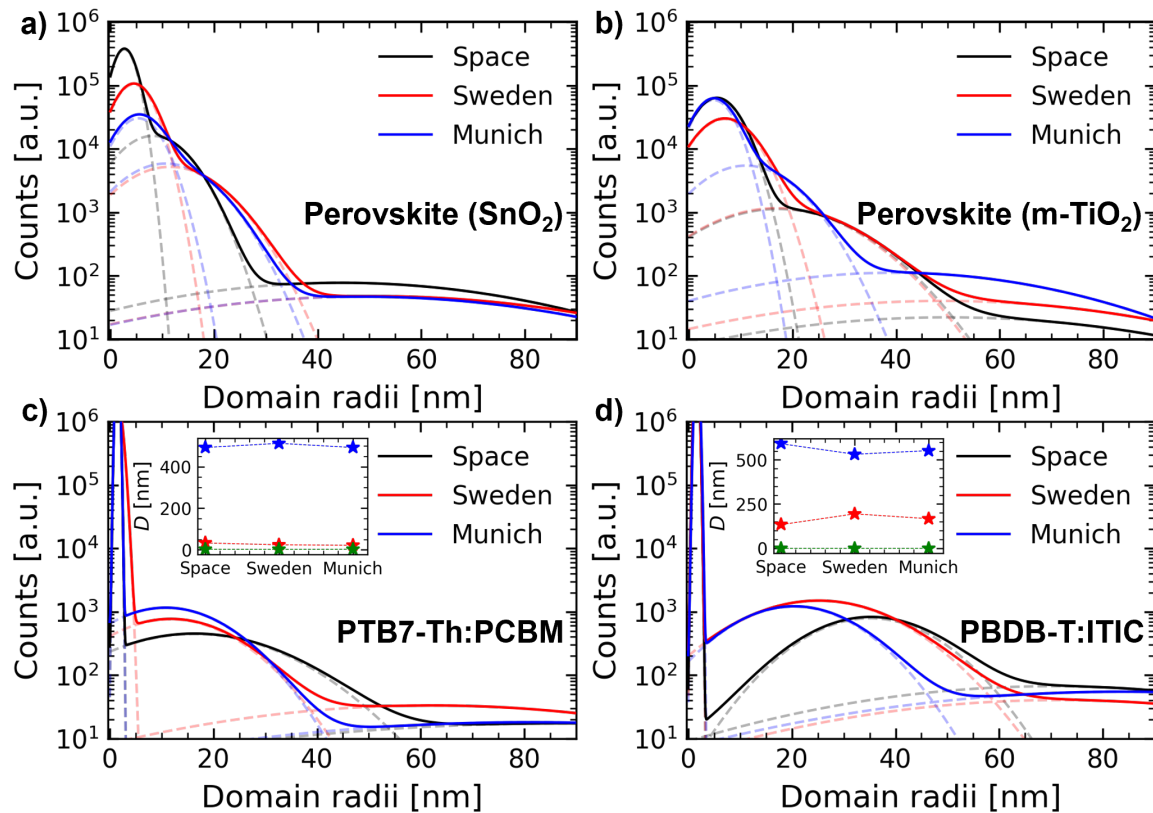 a)
10⁶
10⁵
10⁴
10³
10²
10¹
Counts [a.u.]
Space
Sweden
Munich
Perovskite (SnO₂)
0 20 40 60 80
Domain radii [nm]
b)
10⁶
10⁵
10⁴
10³
10²
10¹
Counts [a.u.]
Space
Sweden
Munich
Perovskite (m-TiO₂)
0 20 40 60 80
Domain radii [nm]
c)
10⁶
10⁵
10⁴
10³
10²
10¹
Counts [a.u.]
400
200
0
D [nm]
Space Sweden Munich
Space
Sweden
Munich
PTB7-Th:PCBM
0 20 40 60 80
Domain radii [nm]
d)
10⁶
10⁵
10⁴
10³
10²
10¹
Counts [a.u.]
500
250
0
D [nm]
Space Sweden Munich
Space
Sweden
Munich
PBDB-T:ITIC
0 20 40 60 80
Domain radii [nm]